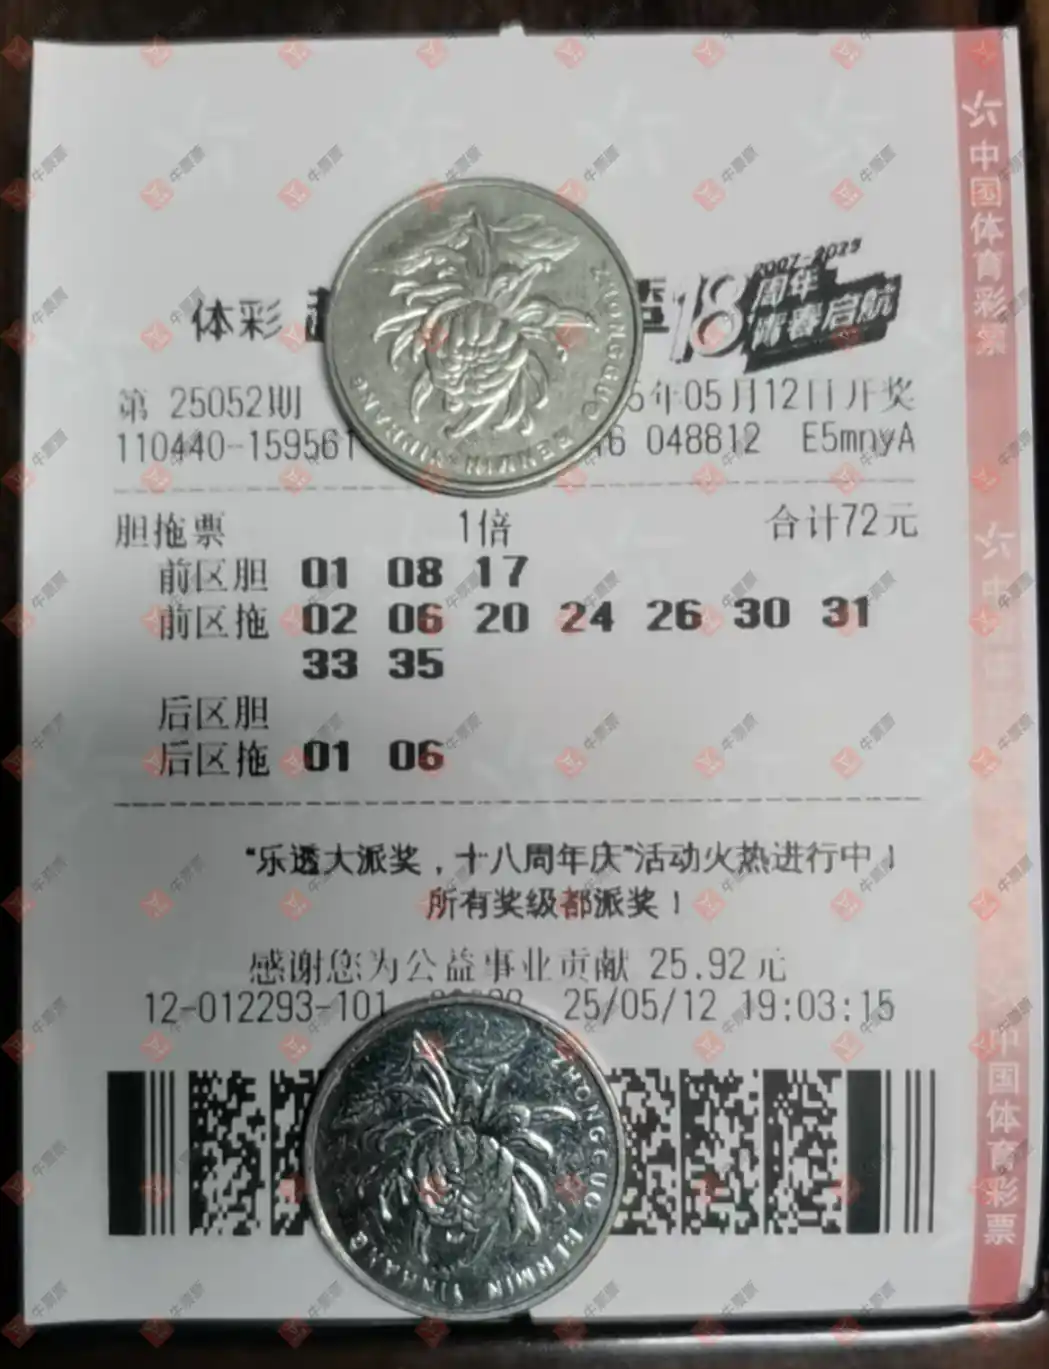 体彩
18
2007-2025
周年
青春启航
第 25052期
年05月12日开奖
110440-159561
048812 E5mnyA
胆拖票 1倍 合计72元
前区胆 01 08 17
前区拖 02 06 20 24 26 30 31
33 35
后区胆
后区拖 01 06
“乐透大派奖，十八周年庆”活动火热进行中！
所有奖级都派奖！
感谢您为公益事业贡献 25.92元
12-012293-101 25/05/12 19:03:15
ZHONGGUO RENMIN YINHANG
ZHONGGUO RENMIN YINHANG
中国体育彩票
中国体育彩票
牛票票